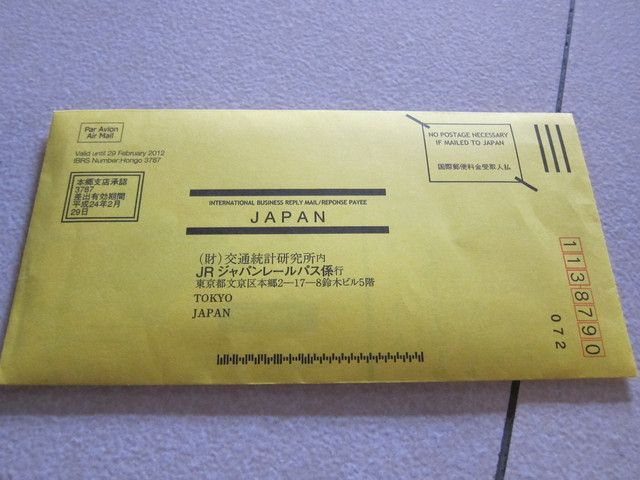 Par Avion
Air Mail
Valid until 29 February 2012
IBRS Number:Hongo 3787
本郷支店承認
3787
差出有効期間
平成24年2月
29日
NO POSTAGE NECESSARY
IF MAILED TO JAPAN
国際郵便料金受取人払
INTERNATIONAL BUSINESS REPLY MAIL/REPONSE PAYEE
JAPAN
(財)交通統計研究所内
JRジャパンレールパス係行
東京都文京区本郷2—17—8鈴木ビル5階
TOKYO
JAPAN
1138790
072